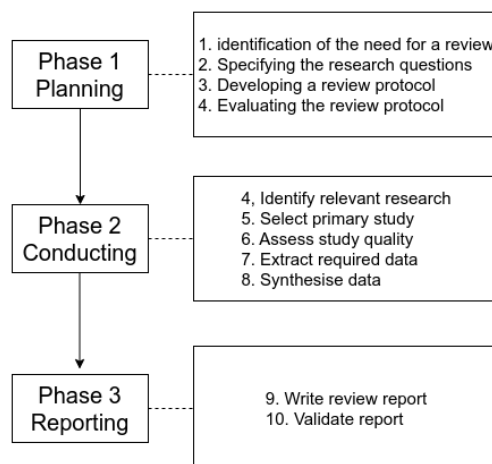 Phase 1
Planning
1. identification of the need for a review
2. Specifying the research questions
3. Developing a review protocol
4. Evaluating the review protocol
Phase 2
Conducting
4, Identify relevant research
5. Select primary study
6. Assess study quality
7. Extract required data
8. Synthesise data
Phase 3
Reporting
9. Write review report
10. Validate report